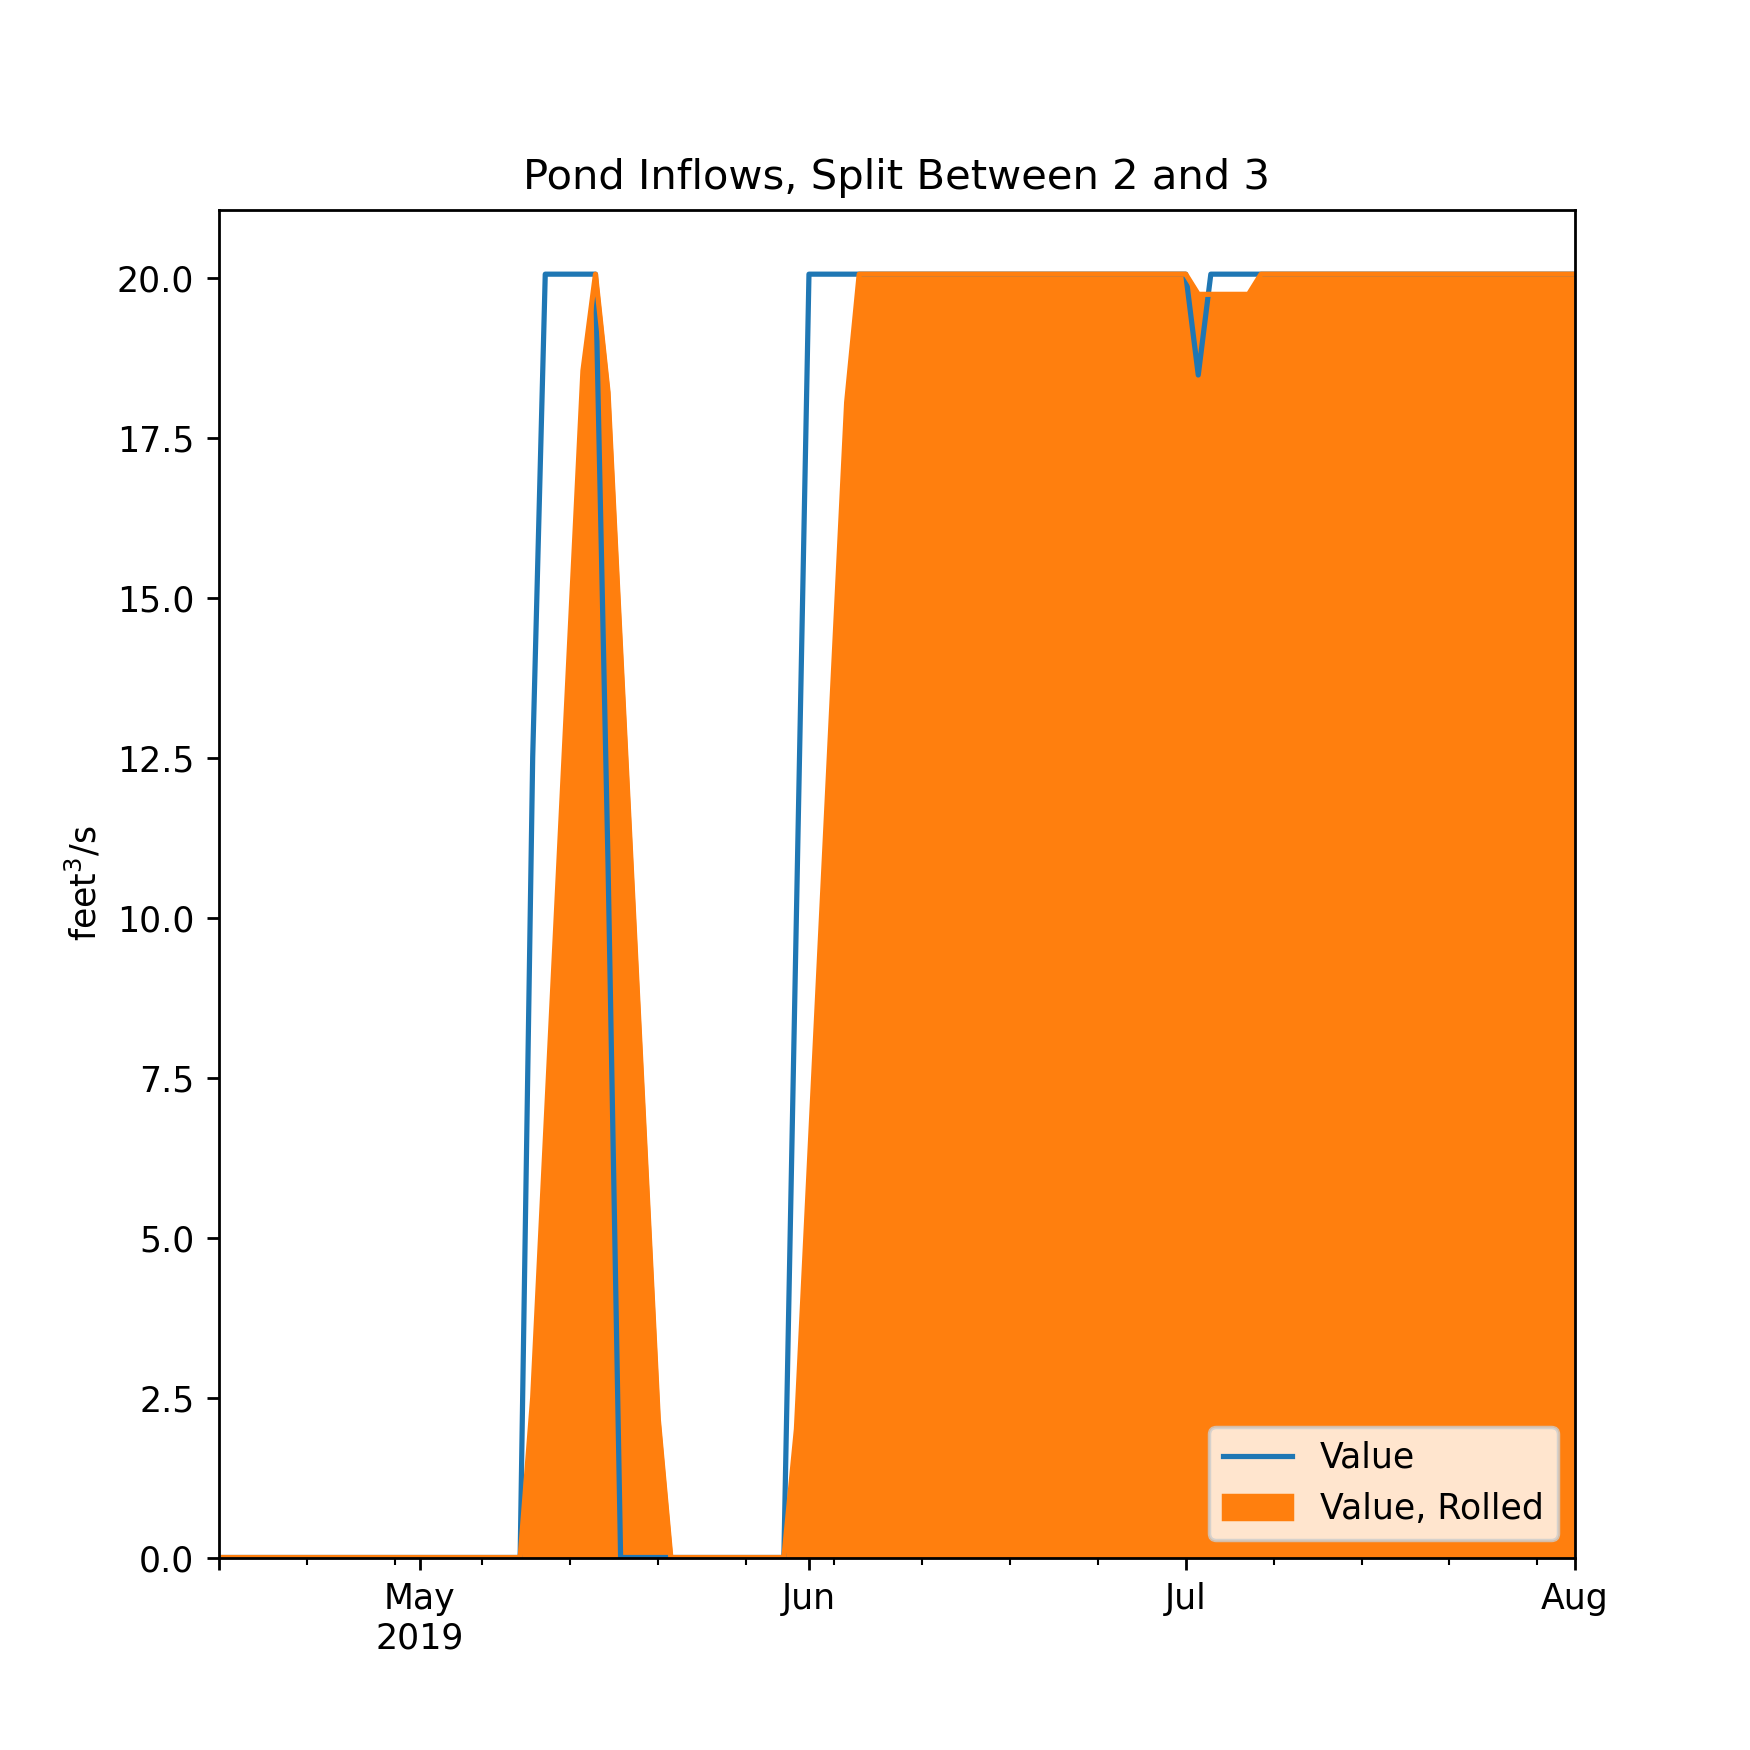 Pond Inflows, Split Between 2 and 3
20.0
17.5
15.0
12.5
10.0
7.5
5.0
2.5
0.0
feet³/s
May
2019
Jun
Jul
Aug
Value
Value, Rolled